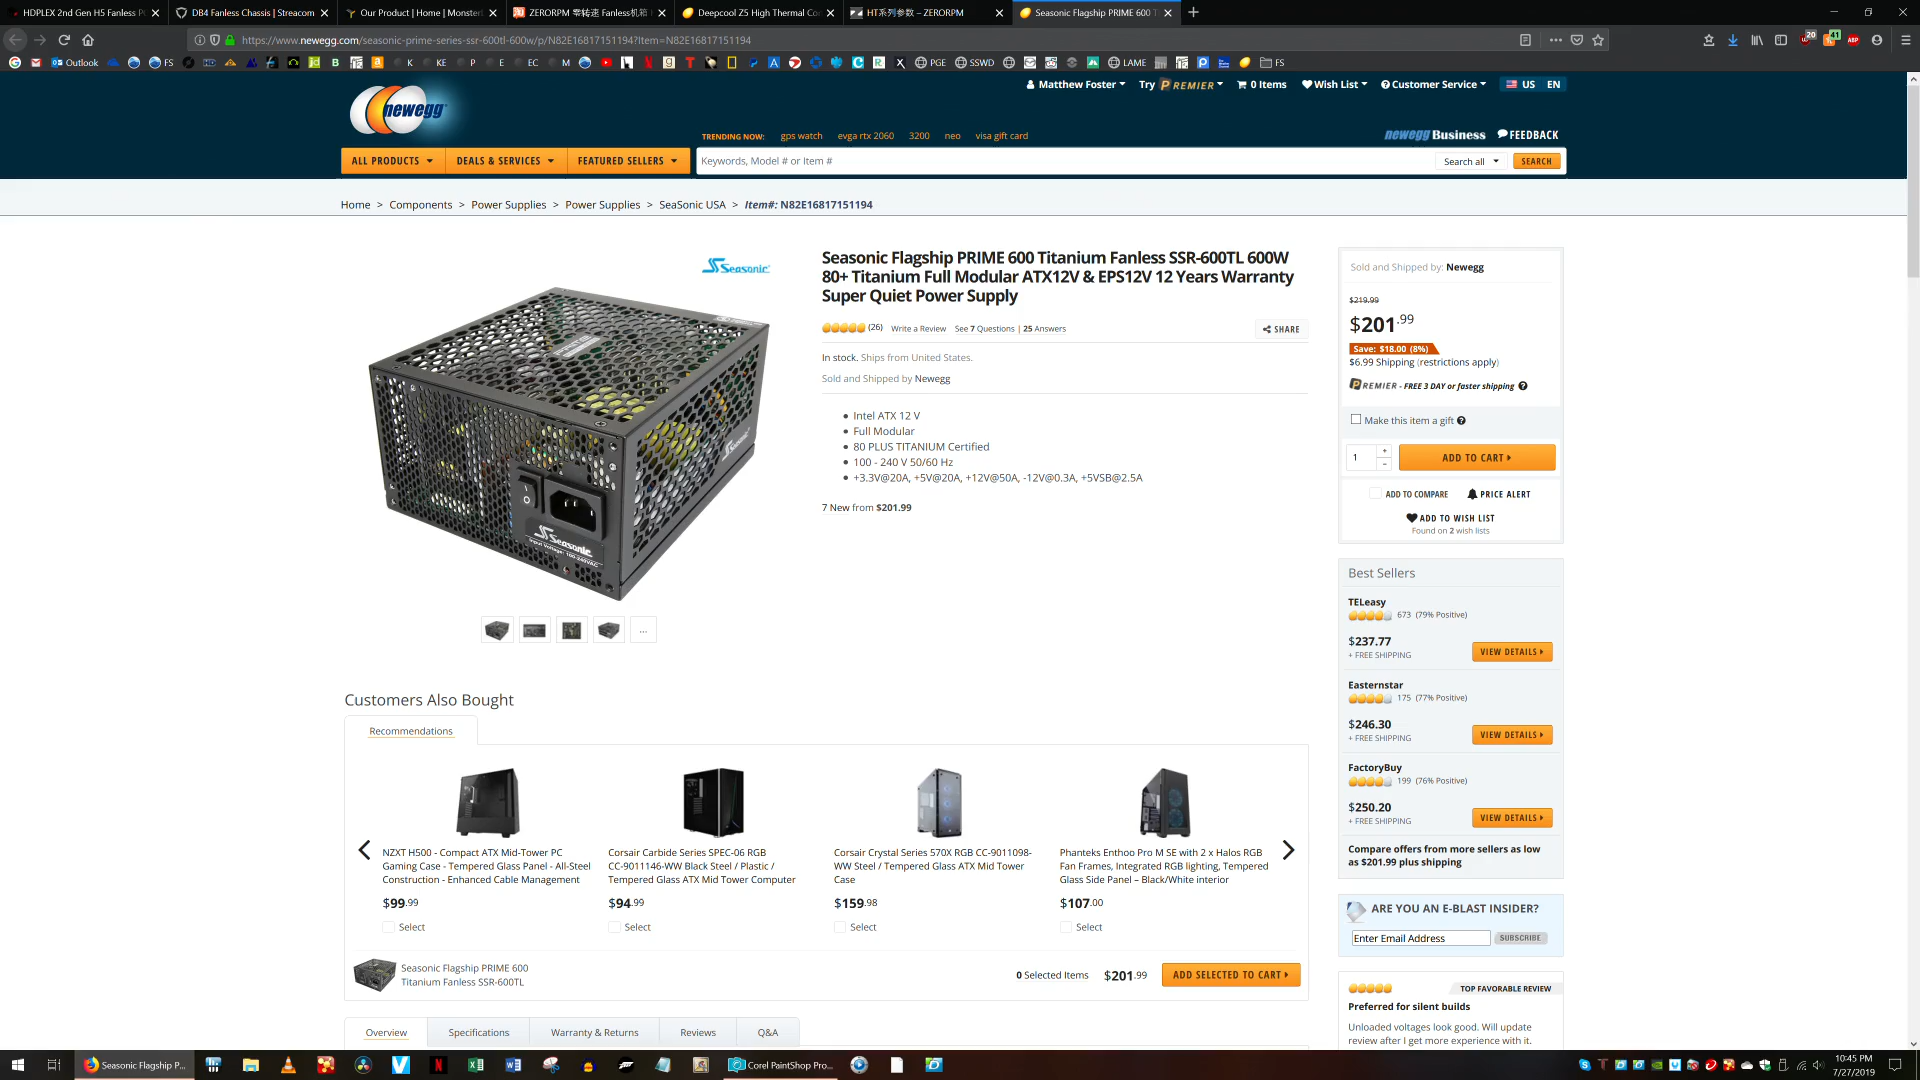 HDPLEX 2nd Gen H5 Fanless P
DB4 Fanless Chassis | Streacom
Our Product | Home | Monster
ZERORPM 零转速 Fanless机箱
Deepcool Z5 High Thermal Co
HT系列参数 – ZERORPM
Seasonic Flagship PRIME 600 T
https://www.newegg.com/seasonic-prime-series-ssr-600tl-600w/p/N82E16817151194?Item=N82E16817151194
20
41
Outlook
FS
K
KE
P
E
EC
M
PGE
SSWD
LAME
FS
newegg
Matthew Foster
Try PREMIER
0 Items
Wish List
Customer Service
US EN
TRENDING NOW: gps watch evga rtx 2060 3200 neo visa gift card
newegg Business
FEEDBACK
ALL PRODUCTS
DEALS & SERVICES
FEATURED SELLERS
Keywords, Model # or Item #
Search all
SEARCH
Home > Components > Power Supplies > Power Supplies > SeaSonic USA > Item#: N82E16817151194
Seasonic
Seasonic Flagship PRIME 600 Titanium Fanless SSR-600TL 600W
80+ Titanium Full Modular ATX12V & EPS12V 12 Years Warranty
Super Quiet Power Supply
(26) Write a Review See 7 Questions | 25 Answers
SHARE
In stock. Ships from United States.
Sold and Shipped by Newegg
Intel ATX 12 V
Full Modular
80 PLUS TITANIUM Certified
100 - 240 V 50/60 Hz
+3.3V@20A, +5V@20A, +12V@50A, -12V@0.3A, +5VSB@2.5A
7 New from $201.99
Seasonic
Seasonic
Input Voltage: 100-240VAC
...
Sold and Shipped by: Newegg
$219.99
$201.99
Save: $18.00 (8%)
$6.99 Shipping (restrictions apply)
PREMIER - FREE 3 DAY or faster shipping
Make this item a gift
1
ADD TO CART
ADD TO COMPARE
PRICE ALERT
ADD TO WISH LIST
Found on 2 wish lists
Best Sellers
TELeasy
673 (79% Positive)
$237.77
+ FREE SHIPPING
VIEW DETAILS
Easternstar
175 (77% Positive)
$246.30
+ FREE SHIPPING
VIEW DETAILS
FactoryBuy
199 (76% Positive)
$250.20
+ FREE SHIPPING
VIEW DETAILS
Compare offers from more sellers as low
as $201.99 plus shipping
ARE YOU AN E-BLAST INSIDER?
Enter Email Address
SUBSCRIBE
TOP FAVORABLE REVIEW
Preferred for silent builds
Unloaded voltages look good. Will update
review after I get more experience with it.
Customers Also Bought
Recommendations
NZXT H500 - Compact ATX Mid-Tower PC
Gaming Case - Tempered Glass Panel - All-Steel
Construction - Enhanced Cable Management
$99.99
Select
Corsair Carbide Series SPEC-06 RGB
CC-9011146-WW Black Steel / Plastic /
Tempered Glass ATX Mid Tower Computer
$94.99
Select
Corsair Crystal Series 570X RGB CC-9011098-
WW Steel / Tempered Glass ATX Mid Tower
Case
$159.98
Select
Phanteks Enthoo Pro M SE with 2 x Halos RGB
Fan Frames, Integrated RGB lighting, Tempered
Glass Side Panel – Black/White interior
$107.00
Select
Seasonic Flagship PRIME 600
Titanium Fanless SSR-600TL
0 Selected Items $201.99
ADD SELECTED TO CART
Overview
Specifications
Warranty & Returns
Reviews
Q&A
Seasonic Flagship P...
Corel PaintShop Pro...
10:45 PM
7/27/2019